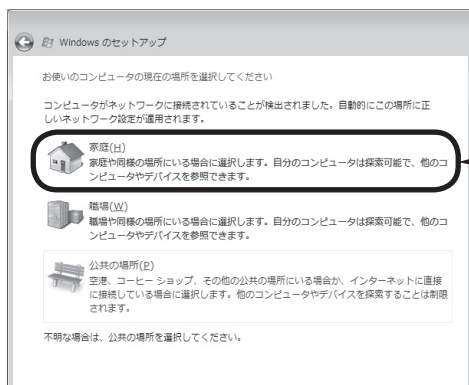 Windows のセットアップ
お使いのコンピュータの現在の場所を選択してください
コンピュータがネットワークに接続されていることが検出されました。自動的にこの場所に正
しいネットワーク設定が適用されます。
家庭(H)
家庭や同様の場所にいる場合に選択します。自分のコンピュータは探索可能で、他のコ
ンピュータやデバイスを参照できます。
職場(W)
職場や同様の場所にいる場合に選択します。自分のコンピュータは探索可能で、他のコ
ンピュータやデバイスを参照できます。
公共の場所(P)
空港、コーヒー ショップ、その他の公共の場所にいる場合か、インターネットに直接
に接続している場合に選択します。他のコンピュータやデバイスを探索することは制限
されます。
不明な場合は、公共の場所を選択してください。